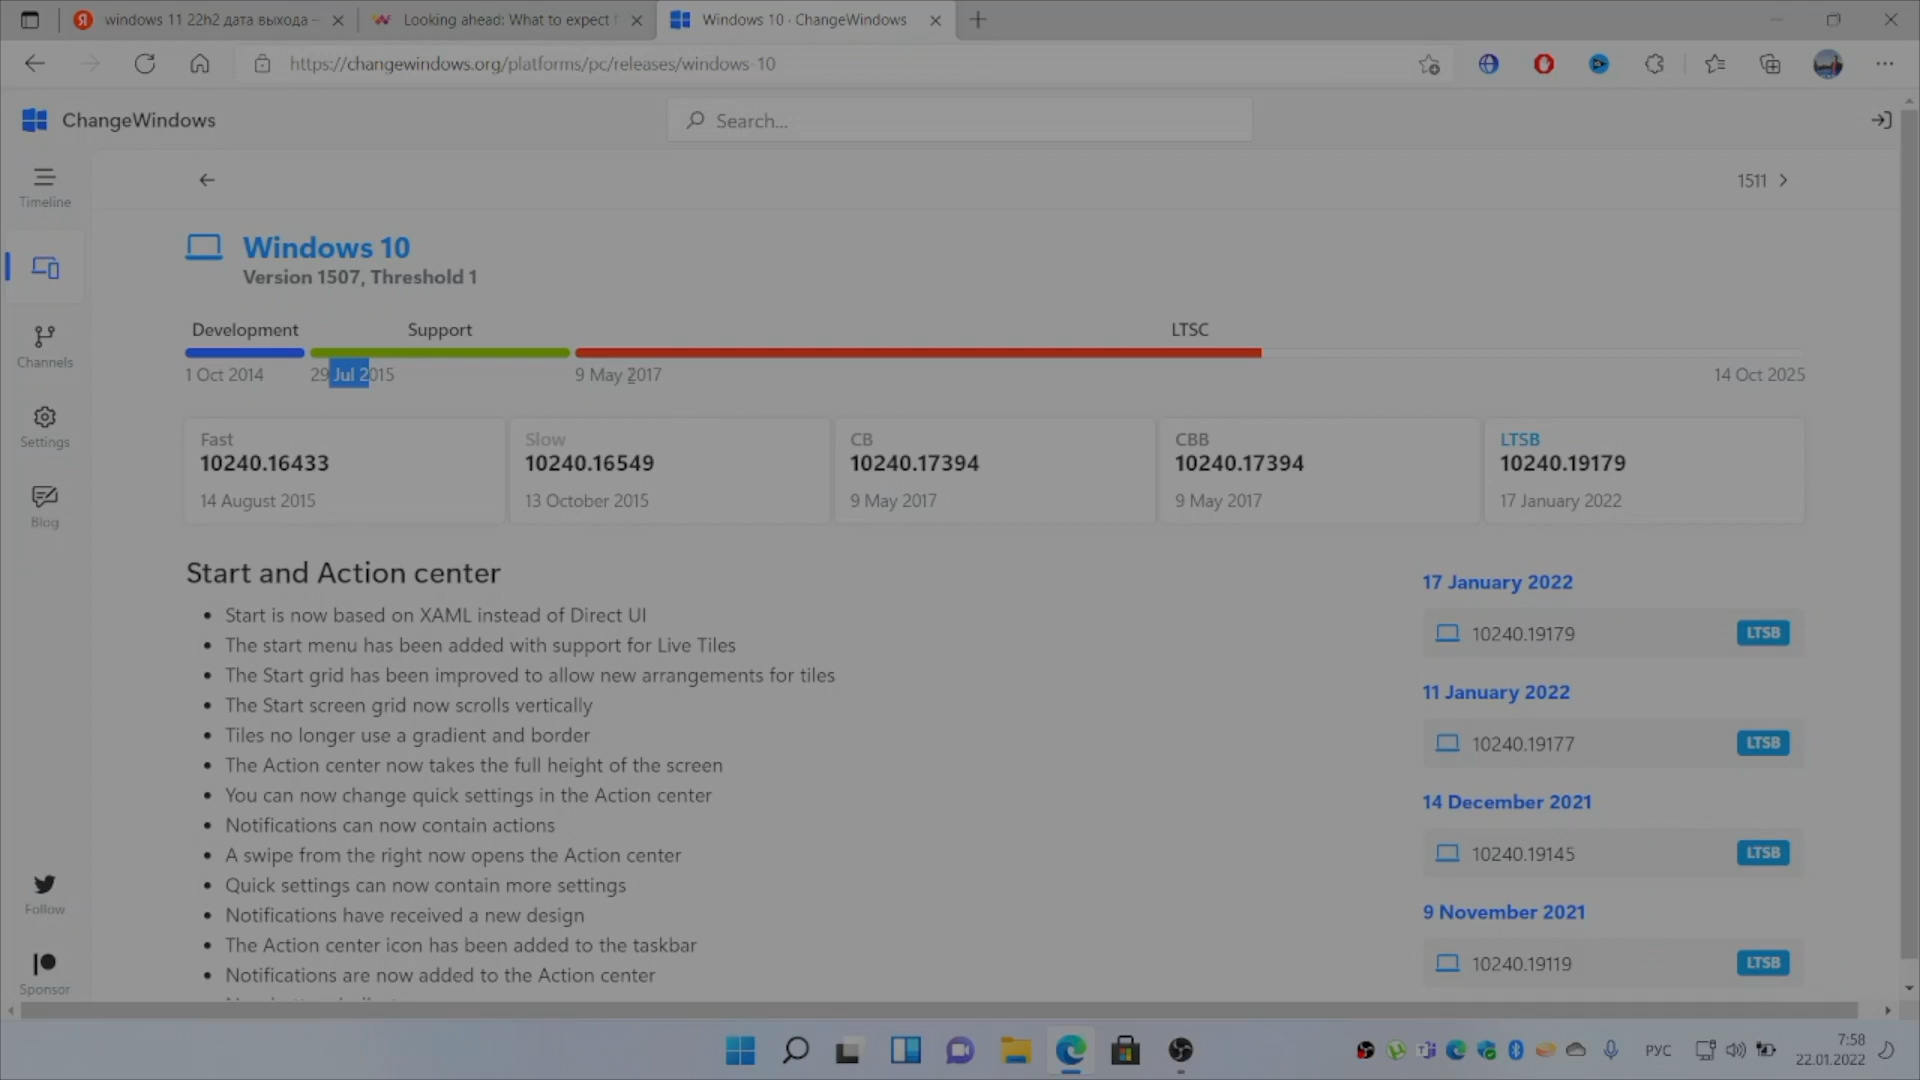 windows 11 22h2 дата выхода –
Looking ahead: What to expect f
Windows 10 · ChangeWindows
https://changewindows.org/platforms/pc/releases/windows-10
ChangeWindows
Search...
Timeline
Channels
Settings
Blog
Follow
Sponsor
1511
Windows 10
Version 1507, Threshold 1
Development Support LTSC
1 Oct 2014 29 Jul 2015 9 May 2017 14 Oct 2025
Fast
10240.16433
14 August 2015
Slow
10240.16549
13 October 2015
CB
10240.17394
9 May 2017
CBB
10240.17394
9 May 2017
LTSB
10240.19179
17 January 2022
Start and Action center
• Start is now based on XAML instead of Direct UI
• The start menu has been added with support for Live Tiles
• The Start grid has been improved to allow new arrangements for tiles
• The Start screen grid now scrolls vertically
• Tiles no longer use a gradient and border
• The Action center now takes the full height of the screen
• You can now change quick settings in the Action center
• Notifications can now contain actions
• A swipe from the right now opens the Action center
• Quick settings can now contain more settings
• Notifications have received a new design
• The Action center icon has been added to the taskbar
• Notifications are now added to the Action center
17 January 2022
10240.19179 LTSB
11 January 2022
10240.19177 LTSB
14 December 2021
10240.19145 LTSB
9 November 2021
10240.19119 LTSB
РУС
7:58
22.01.2022